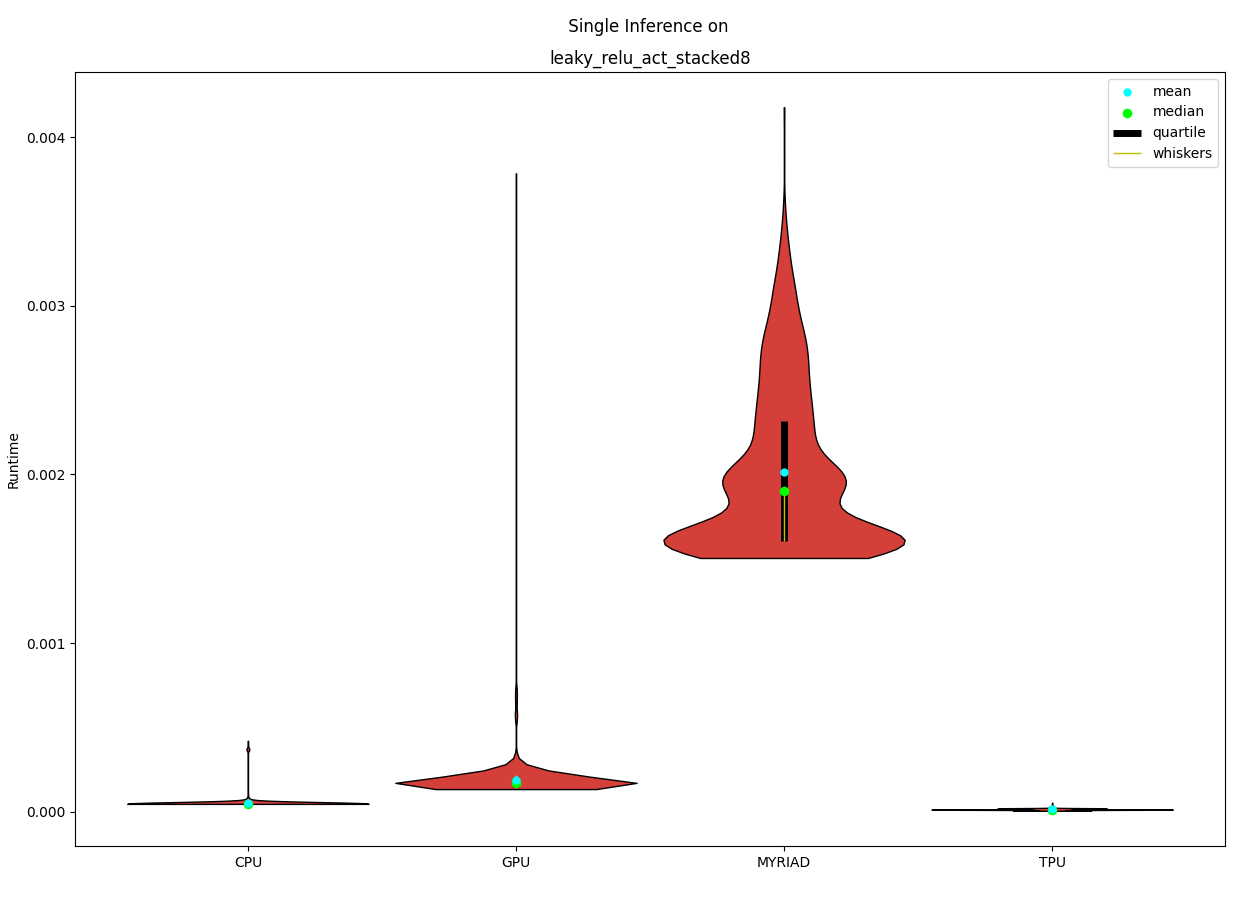 Single Inference on
leaky_relu_act_stacked8
mean
median
quartile
whiskers
Runtime
0.004
0.003
0.002
0.001
0.000
CPU
GPU
MYRIAD
TPU